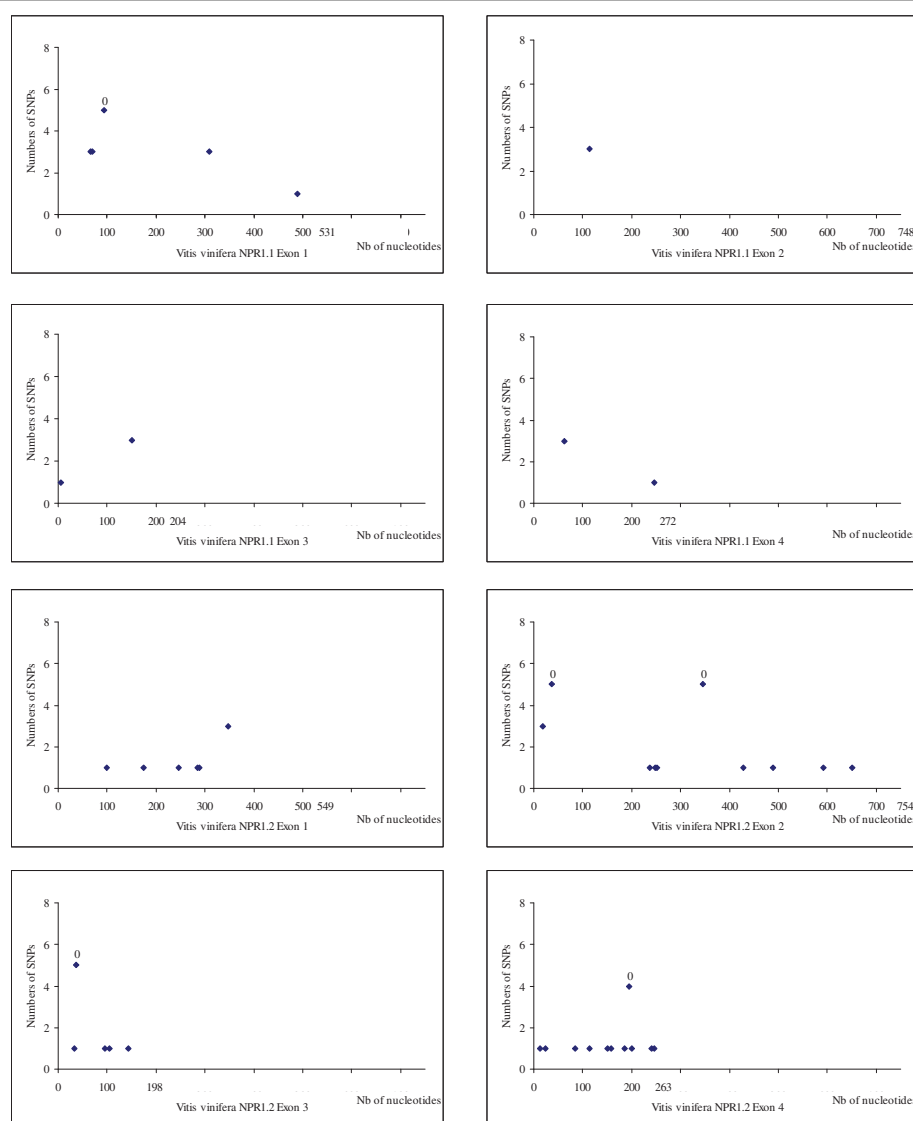 8
6
4
2
0
Numbers of SNPs
0
0 100 200 300 400 500 531
Nb of nucleotides
Vitis vinifera NPR1.1 Exon 1
8
6
4
2
0
Numbers of SNPs
0 100 200 300 400 500 600 700 748
Nb of nucleotides
Vitis vinifera NPR1.1 Exon 2
8
6
4
2
0
Numbers of SNPs
0 100 200 204
Nb of nucleotides
Vitis vinifera NPR1.1 Exon 3
8
6
4
2
0
Numbers of SNPs
0 100 200 272
Nb of nucleotides
Vitis vinifera NPR1.1 Exon 4
8
6
4
2
0
Numbers of SNPs
0 100 200 300 400 500 549
Nb of nucleotides
Vitis vinifera NPR1.2 Exon 1
8
6
4
2
0
Numbers of SNPs
0 0
0 100 200 300 400 500 600 700 754
Nb of nucleotides
Vitis vinifera NPR1.2 Exon 2
8
6
4
2
0
Numbers of SNPs
0
0 100 198
Nb of nucleotides
Vitis vinifera NPR1.2 Exon 3
8
6
4
2
0
Numbers of SNPs
0
0 100 200 263
Nb of nucleotides
Vitis vinifera NPR1.2 Exon 4